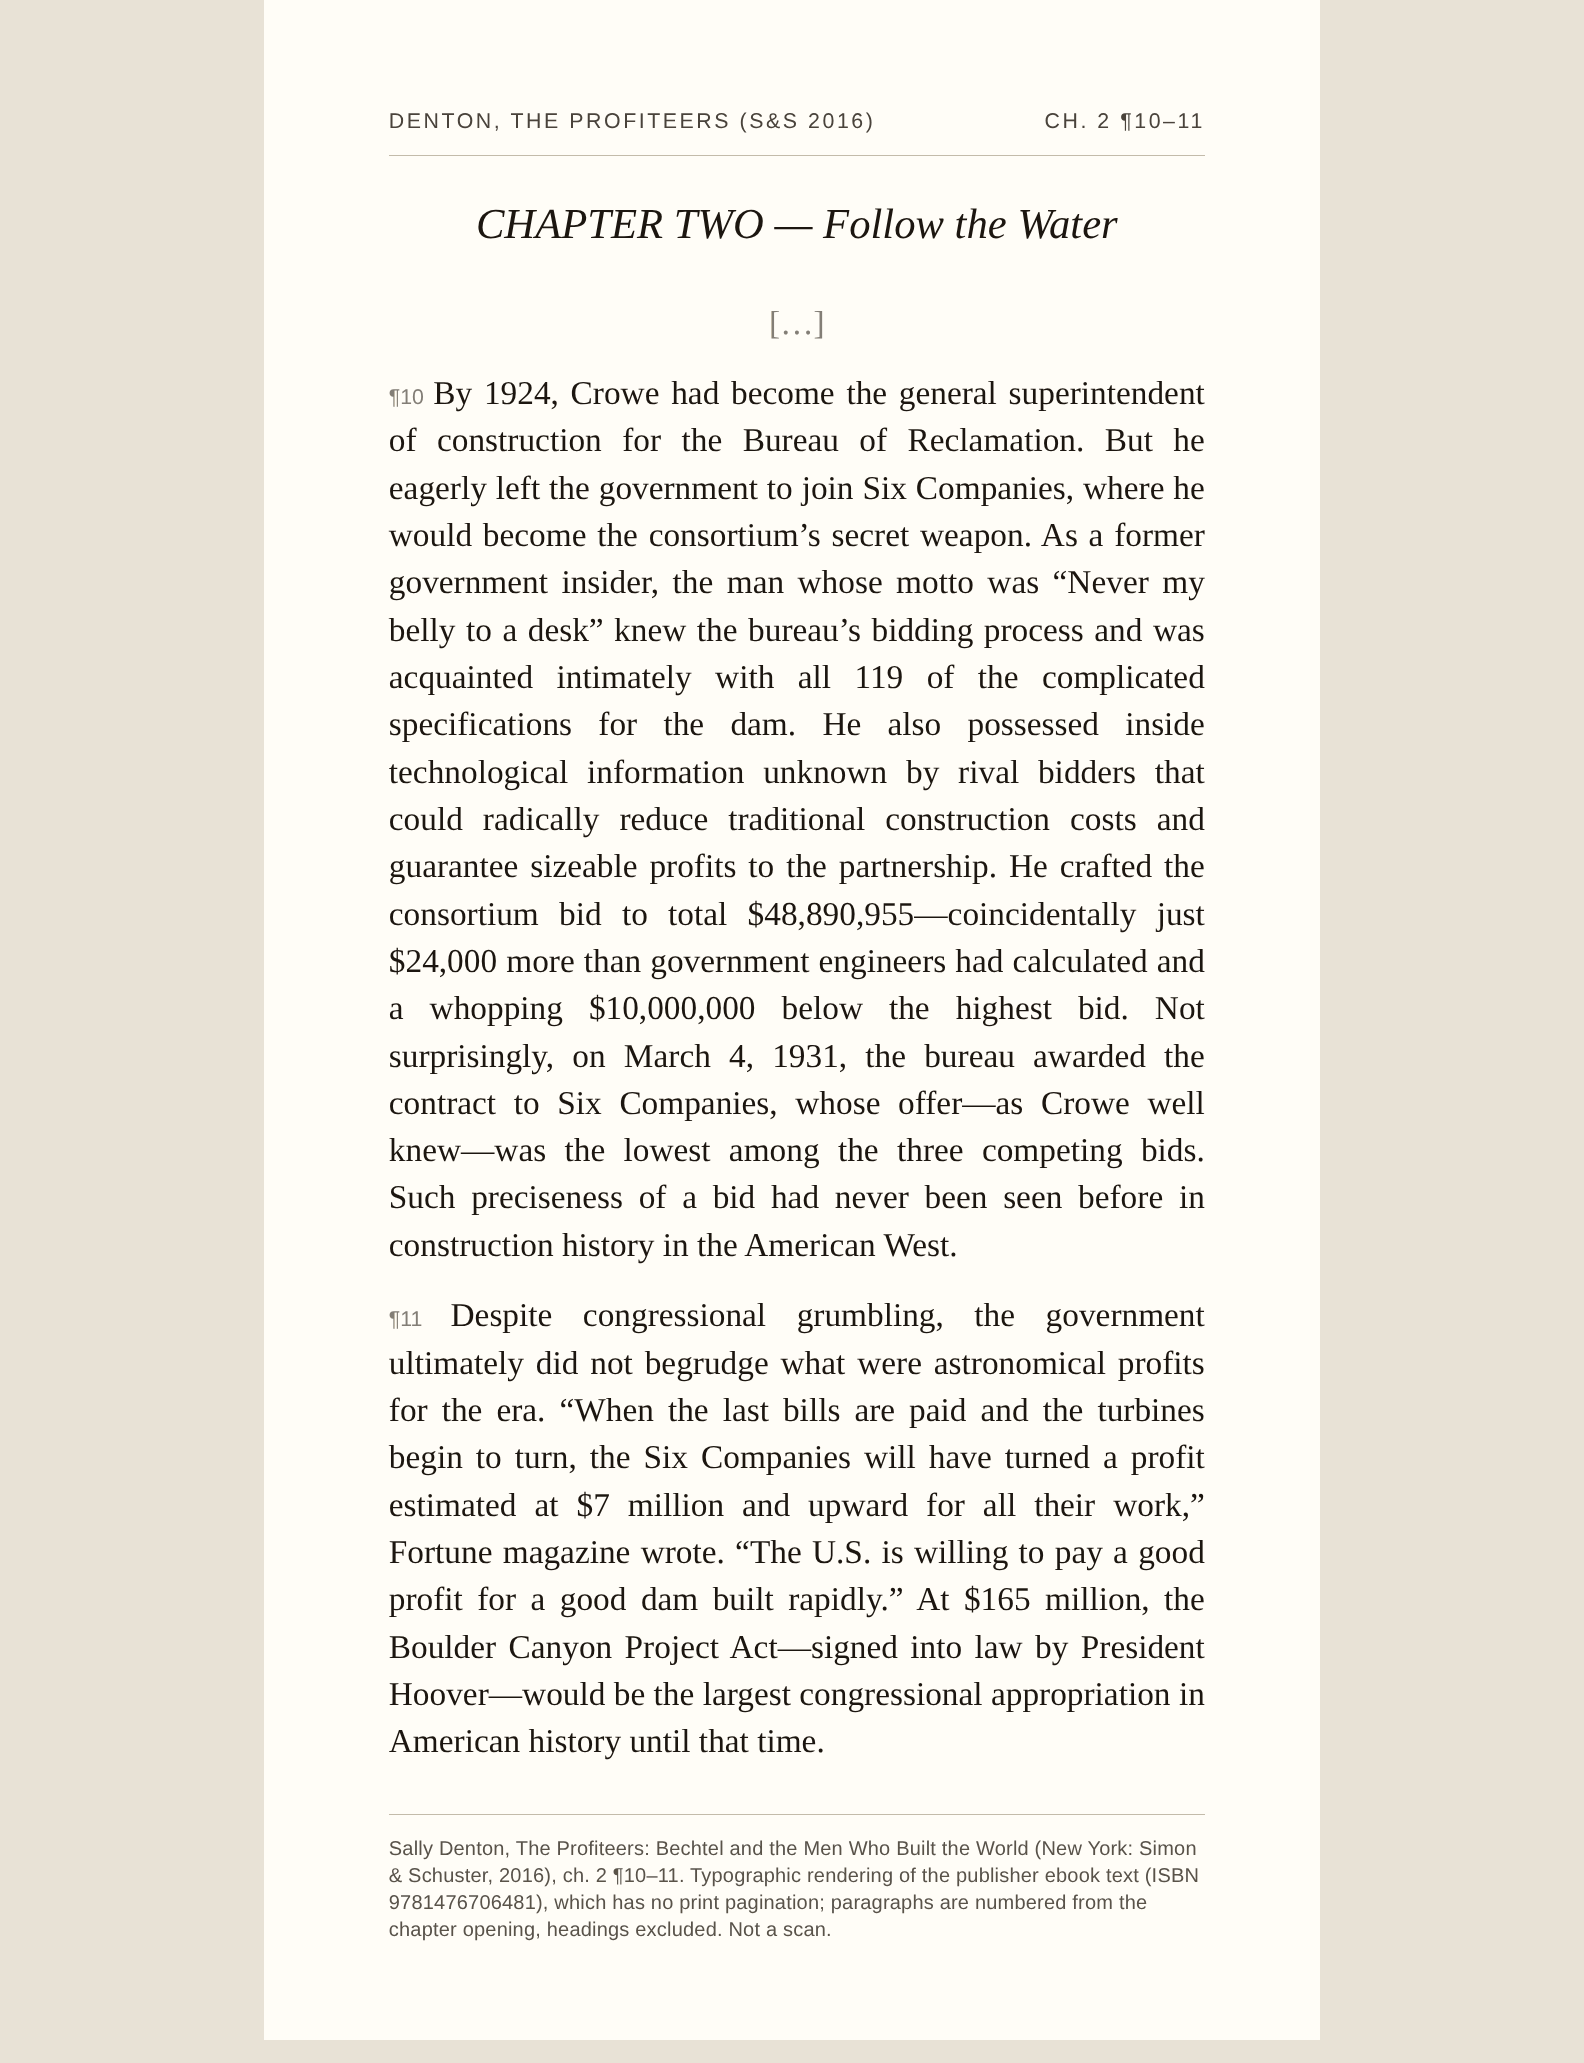 DENTON, THE PROFITEERS (S&S 2016) CH. 2 ¶10–11
CHAPTER TWO — Follow the Water
[…]
¶10 By 1924, Crowe had become the general superintendent
of construction for the Bureau of Reclamation. But he
eagerly left the government to join Six Companies, where he
would become the consortium’s secret weapon. As a former
government insider, the man whose motto was “Never my
belly to a desk” knew the bureau’s bidding process and was
acquainted intimately with all 119 of the complicated
specifications for the dam. He also possessed inside
technological information unknown by rival bidders that
could radically reduce traditional construction costs and
guarantee sizeable profits to the partnership. He crafted the
consortium bid to total $48,890,955—coincidentally just
$24,000 more than government engineers had calculated and
a whopping $10,000,000 below the highest bid. Not
surprisingly, on March 4, 1931, the bureau awarded the
contract to Six Companies, whose offer—as Crowe well
knew—was the lowest among the three competing bids.
Such preciseness of a bid had never been seen before in
construction history in the American West.
¶11 Despite congressional grumbling, the government
ultimately did not begrudge what were astronomical profits
for the era. “When the last bills are paid and the turbines
begin to turn, the Six Companies will have turned a profit
estimated at $7 million and upward for all their work,”
Fortune magazine wrote. “The U.S. is willing to pay a good
profit for a good dam built rapidly.” At $165 million, the
Boulder Canyon Project Act—signed into law by President
Hoover—would be the largest congressional appropriation in
American history until that time.
Sally Denton, The Profiteers: Bechtel and the Men Who Built the World (New York: Simon
& Schuster, 2016), ch. 2 ¶10–11. Typographic rendering of the publisher ebook text (ISBN
9781476706481), which has no print pagination; paragraphs are numbered from the
chapter opening, headings excluded. Not a scan.